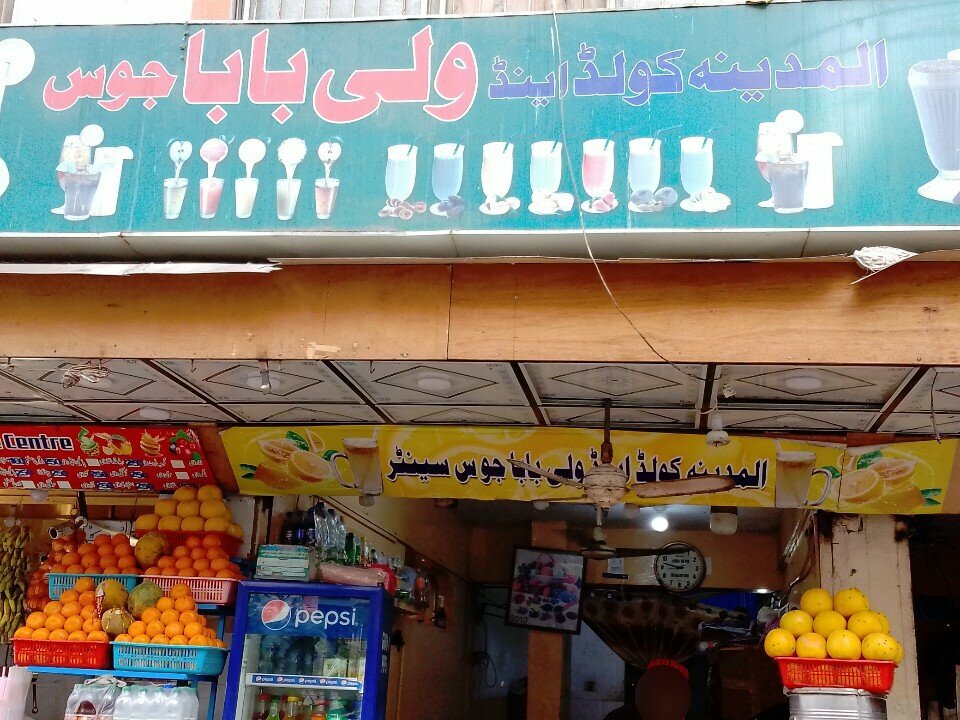 المدینہ کولڈ اینڈ ولی بابا جوس
المدینہ کولڈ اینڈ ولی بابا جوس سینٹر
Centre
pepsi